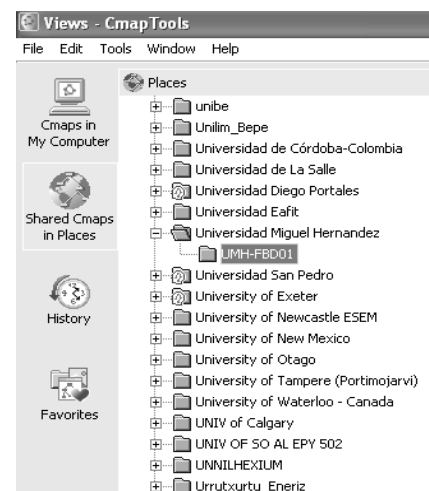 Views - CmapTools
File Edit Tools Window Help
Cmaps in
My Computer
Shared Cmaps
in Places
History
Favorites
Places
unibe
Unilim_Bepe
Universidad de Córdoba-Colombia
Universidad de La Salle
Universidad Diego Portales
Universidad Eafit
Universidad Miguel Hernandez
UMH-FBD01
Universidad San Pedro
University of Exeter
University of Newcastle ESEM
University of New Mexico
University of Otago
University of Tampere (Portimojarvi)
University of Waterloo - Canada
UNIV of Calgary
UNIV OF SO AL EPY 502
UNNILHEXIUM
Urrutxurtu_Eneriz